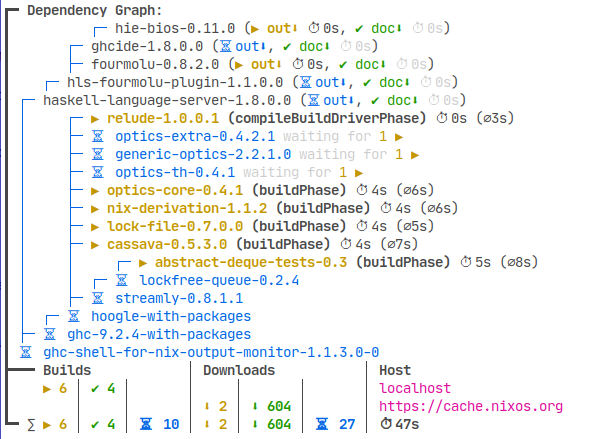 Dependency Graph:
hie-bios-0.11.0 (▶ out⬇ ⏱0s, ✔ doc⬇ ⏱0s)
ghcide-1.8.0.0 (⏳out⬇, ✔ doc⬇ ⏱0s)
fourmolu-0.8.2.0 (▶ out⬇ ⏱0s, ✔ doc⬇ ⏱0s)
hls-fourmolu-plugin-1.1.0.0 (⏳out⬇, ✔ doc⬇ ⏱0s)
haskell-language-server-1.8.0.0 (⏳out⬇, ✔ doc⬇ ⏱0s)
▶ relude-1.0.0.1 (compileBuildDriverPhase) ⏱0s (∅3s)
⏳ optics-extra-0.4.2.1 waiting for 1 ▶
⏳ generic-optics-2.2.1.0 waiting for 1 ▶
⏳ optics-th-0.4.1 waiting for 1 ▶
▶ optics-core-0.4.1 (buildPhase) ⏱4s (∅6s)
▶ nix-derivation-1.1.2 (buildPhase) ⏱4s (∅6s)
▶ lock-file-0.7.0.0 (buildPhase) ⏱4s (∅5s)
▶ cassava-0.5.3.0 (buildPhase) ⏱4s (∅7s)
▶ abstract-deque-tests-0.3 (buildPhase) ⏱5s (∅8s)
⏳ lockfree-queue-0.2.4
⏳ streamly-0.8.1.1
⏳ hoogle-with-packages
⏳ ghc-9.2.4-with-packages
⏳ ghc-shell-for-nix-output-monitor-1.1.3.0-0
Builds │ Downloads │ Host
▶ 6 │ ✔ 4 │ │ │ │ │ localhost
│ │ ⬇ 2 │ ⬇ 604 │ │ https://cache.nixos.org
∑ ▶ 6 │ ✔ 4 │ ⏳ 10 │ ⬇ 2 │ ⬇ 604 │ ⏳ 27 │ ⏱47s